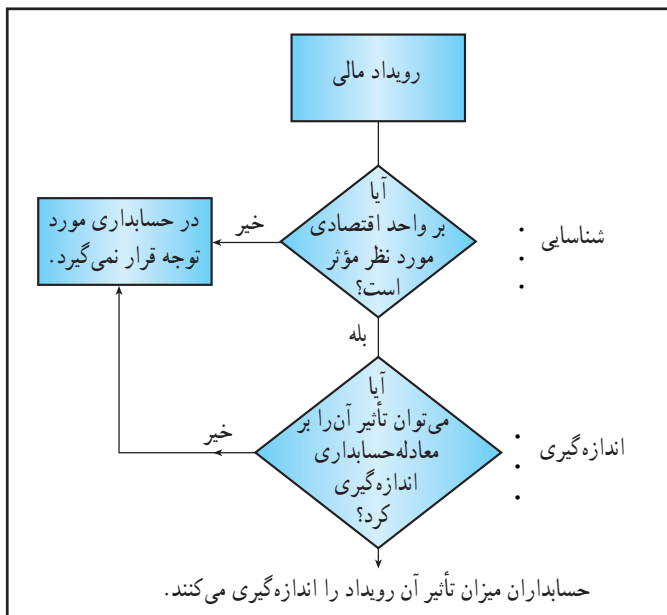 رویداد مالی
آیا
بر واحد اقتصادی
مورد نظر مؤثر
است؟
خیر
در حسابداری مورد
توجه قرار نمی‌گیرد.
شناسایی
بله
آیا
می‌توان تأثیر آن‌را بر
معادله‌حسابداری
اندازه‌گیری
کرد؟
خیر
اندازه‌گیری
حسابداران میزان تأثیر آن رویداد را اندازه‌گیری می‌کنند.